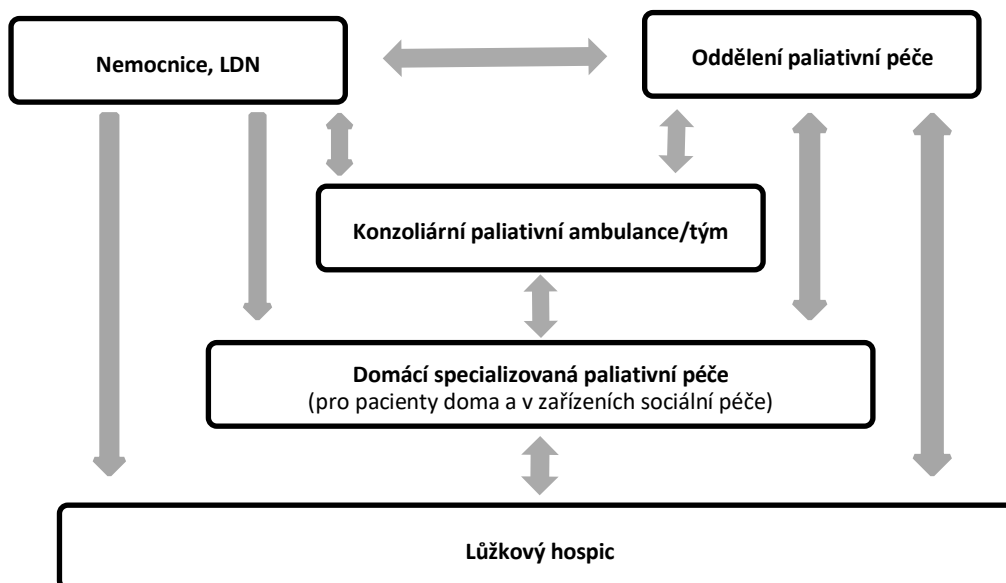 Nemocnice, LDN
Oddělení paliativní péče
Konzoliární paliativní ambulance/tým
Domácí specializovaná paliativní péče
(pro pacienty doma a v zařízeních sociální péče)
Lůžkový hospic